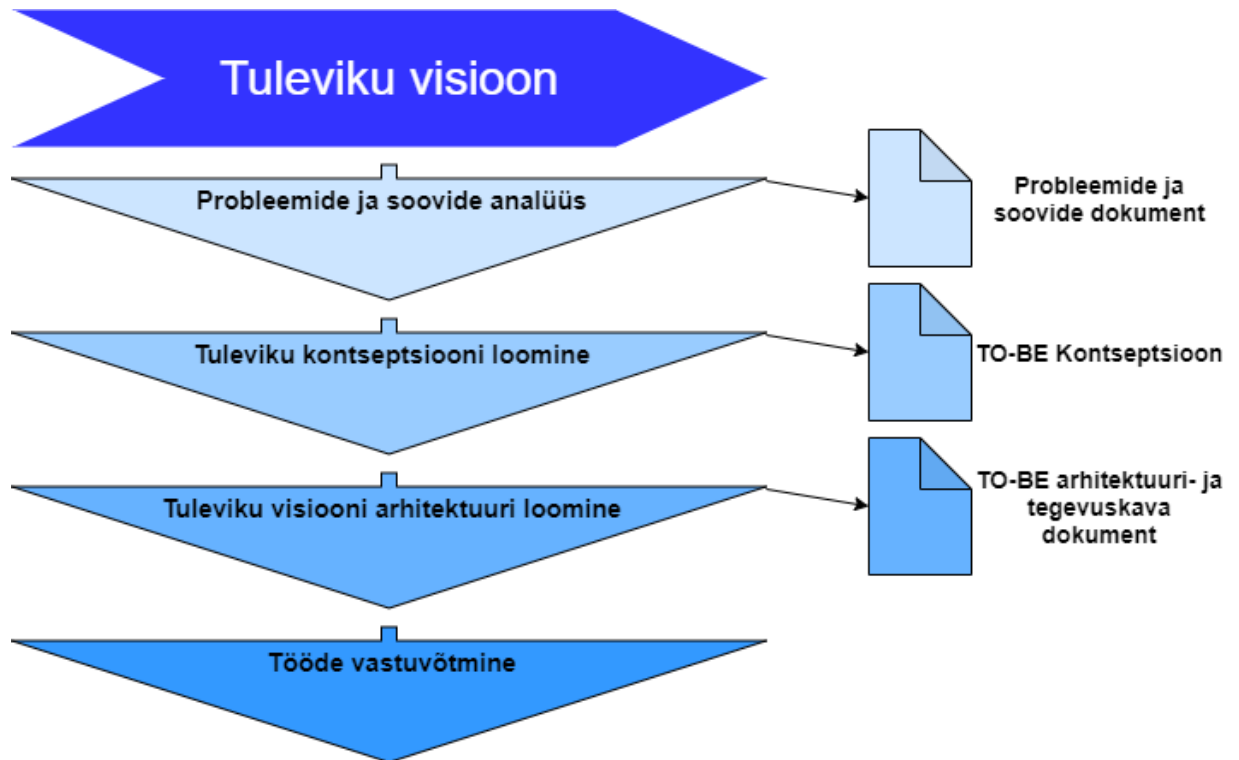 Tuleviku visioon
Probleemide ja soovide analüüs
Probleemide ja
soovide dokument
Tuleviku kontseptsiooni loomine
TO-BE Kontseptsioon
Tuleviku visiooni arhitektuuri loomine
TO-BE arhitektuuri- ja
tegevuskava
dokument
Tööde vastuvõtmine